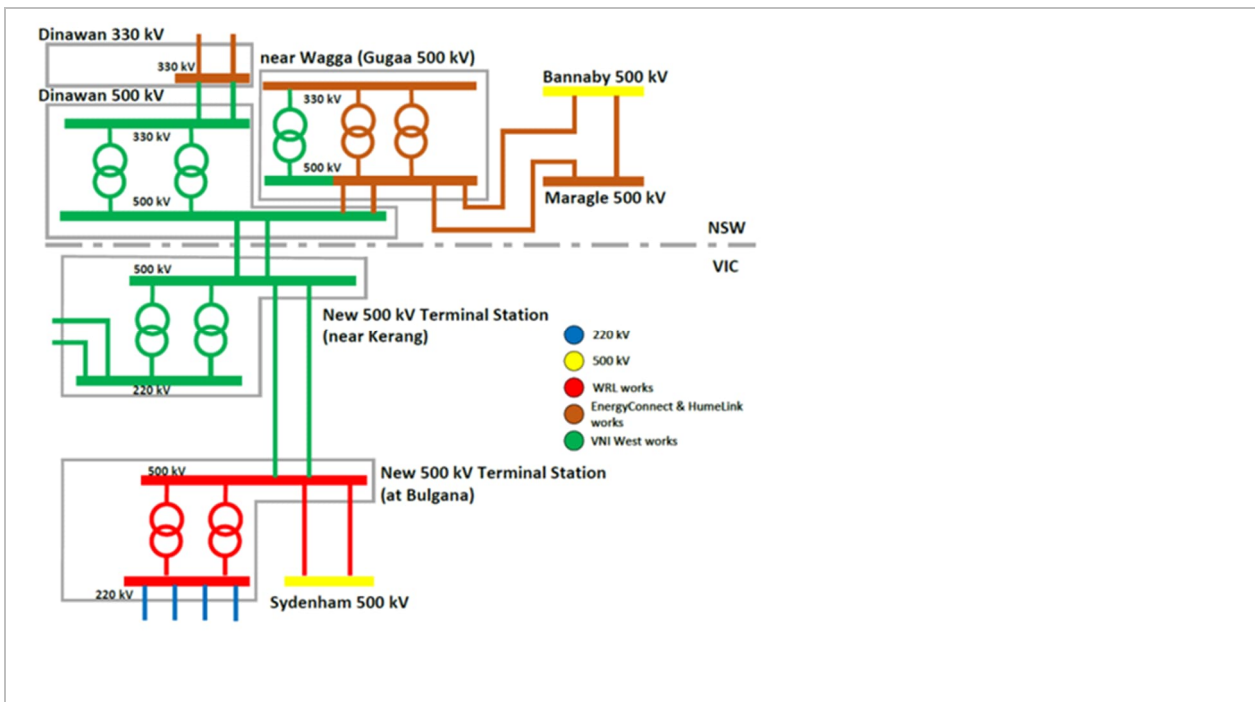 Dinawan 330 kV
330 kV
near Wagga (Gugaa 500 kV)
Dinawan 500 kV
330 kV
500 kV
330 kV
500 kV
Bannaby 500 kV
Maragle 500 kV
NSW
VIC
500 kV
220 kV
New 500 kV Terminal Station
(near Kerang)
220 kV
500 kV
WRL works
EnergyConnect & HumeLink
works
VNI West works
500 kV
220 kV
New 500 kV Terminal Station
(at Bulgana)
Sydenham 500 kV